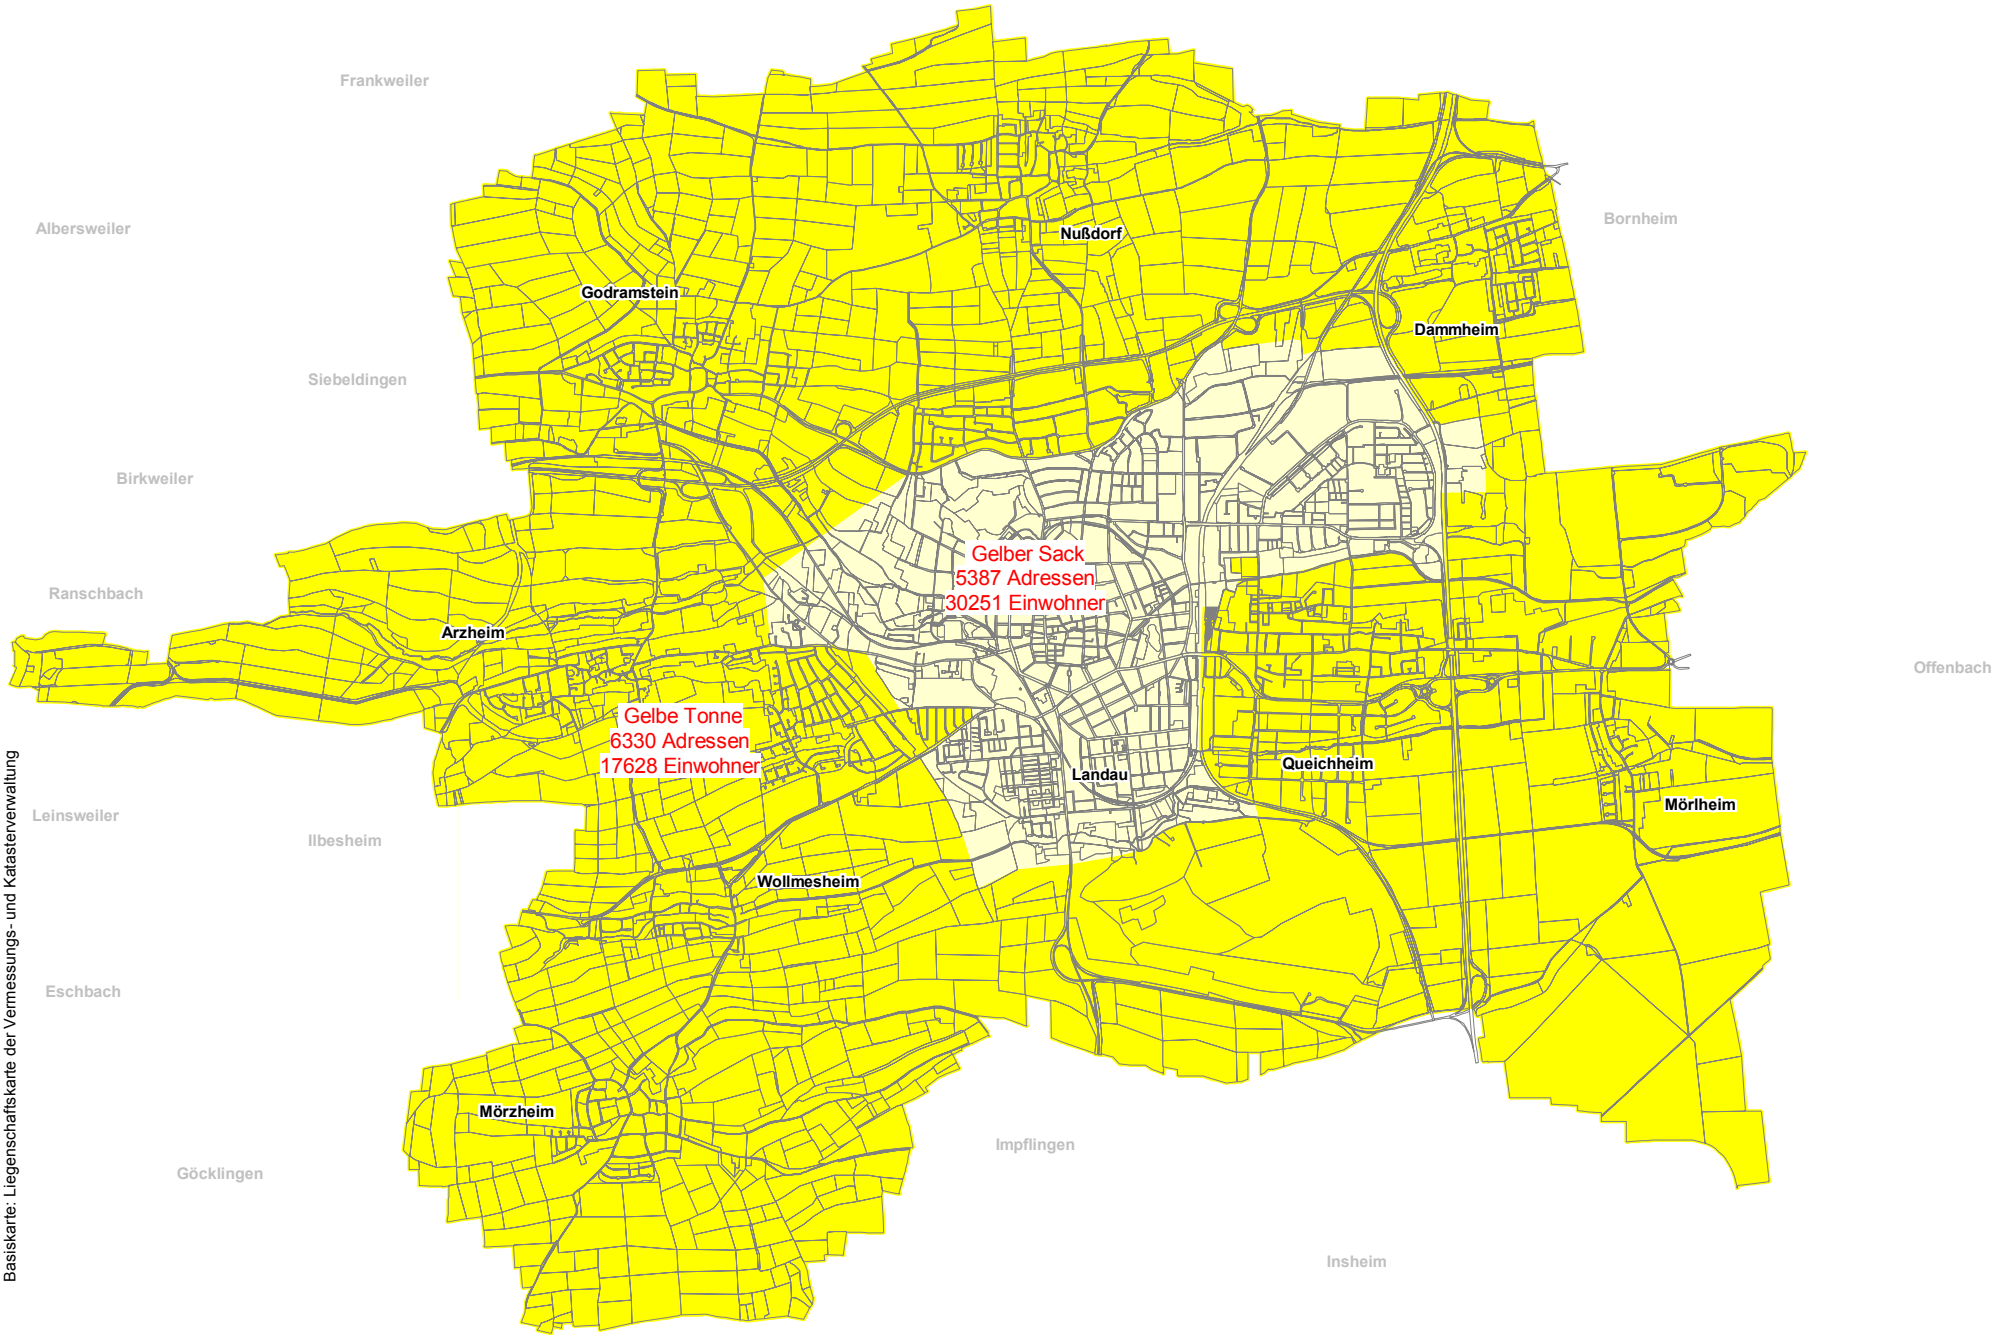 Frankweiler
Albersweiler
Bornheim
Nußdorf
Godramstein
Dammheim
Siebeldingen
Birkweiler
Gelber Sack
5387 Adressen
30251 Einwohner
Ranschbach
Arzheim
Offenbach
Gelbe Tonne
6330 Adressen
17628 Einwohner
Queichheim
Landau
Mörlheim
Leinsweiler
Ilbesheim
Wollmesheim
Eschbach
Mörzheim
Impflingen
Göcklingen
Insheim
Basiskarte: Liegenschaftskarte der Vermessungs- und Katasterverwaltung